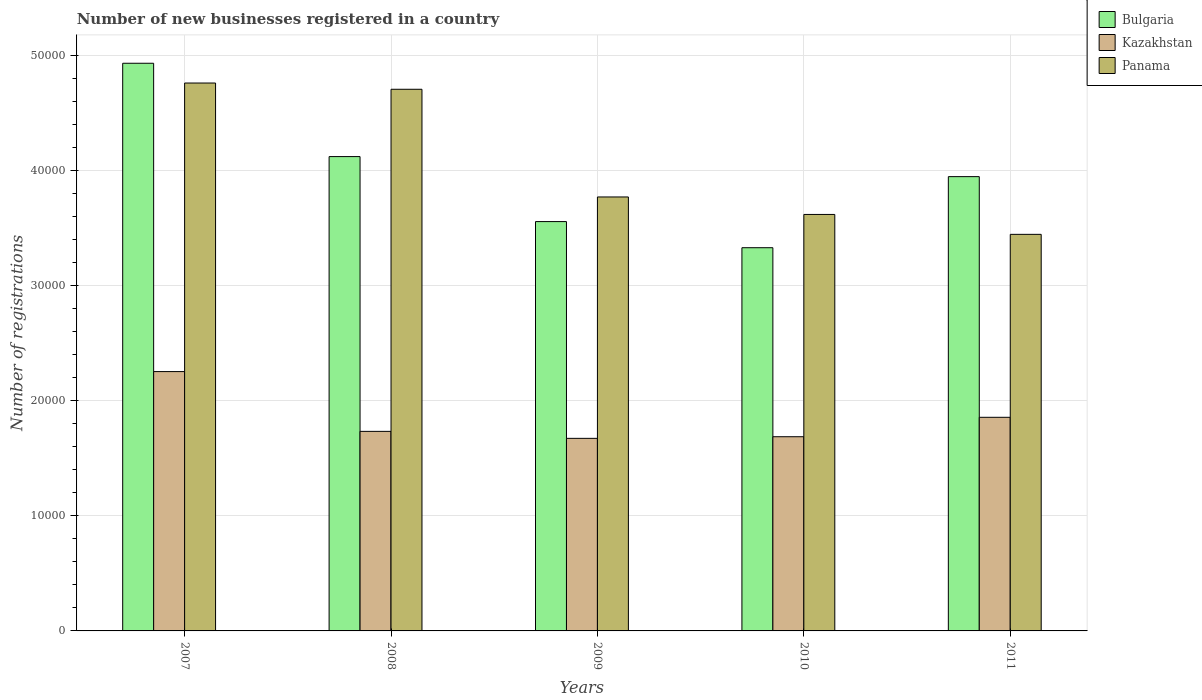 Number of new businesses registered in a country
Bulgaria
Kazakhstan
Panama
50000
40000
30000
20000
10000
0
Number of registrations
2007
2008
2009
2010
2011
Years